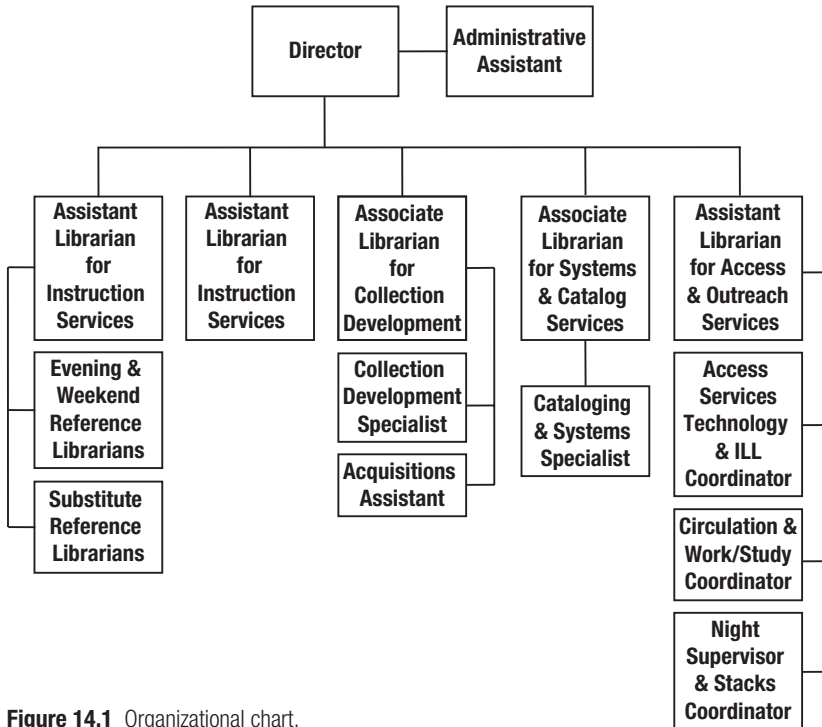 Director
Administrative
Assistant
Assistant
Librarian
for
Instruction
Services
Assistant
Librarian
for
Instruction
Services
Associate
Librarian
for
Collection
Development
Associate
Librarian
for Systems
& Catalog
Services
Assistant
Librarian
for Access
& Outreach
Services
Evening &
Weekend
Reference
Librarians
Collection
Development
Specialist
Cataloging
& Systems
Specialist
Access
Services
Technology
& ILL
Coordinator
Substitute
Reference
Librarians
Acquisitions
Assistant
Circulation &
Work/Study
Coordinator
Night
Supervisor
& Stacks
Coordinator
Figure 14.1 Organizational chart.